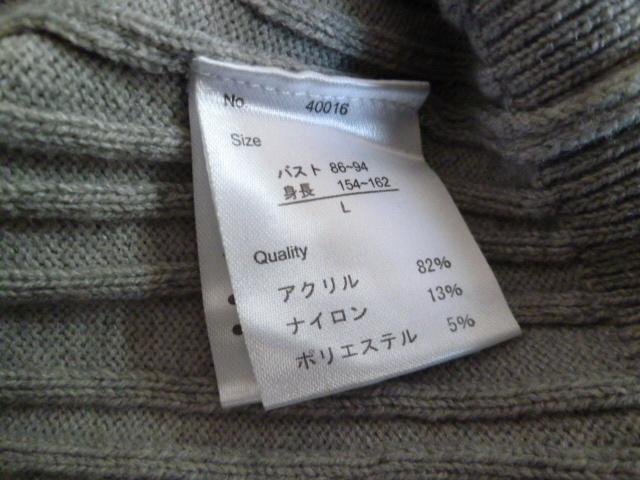 No 40016
Size
バスト 86~94
身長 154~162
L
Quality
アクリル 82%
ナイロン 13%
ポリエステル 5%